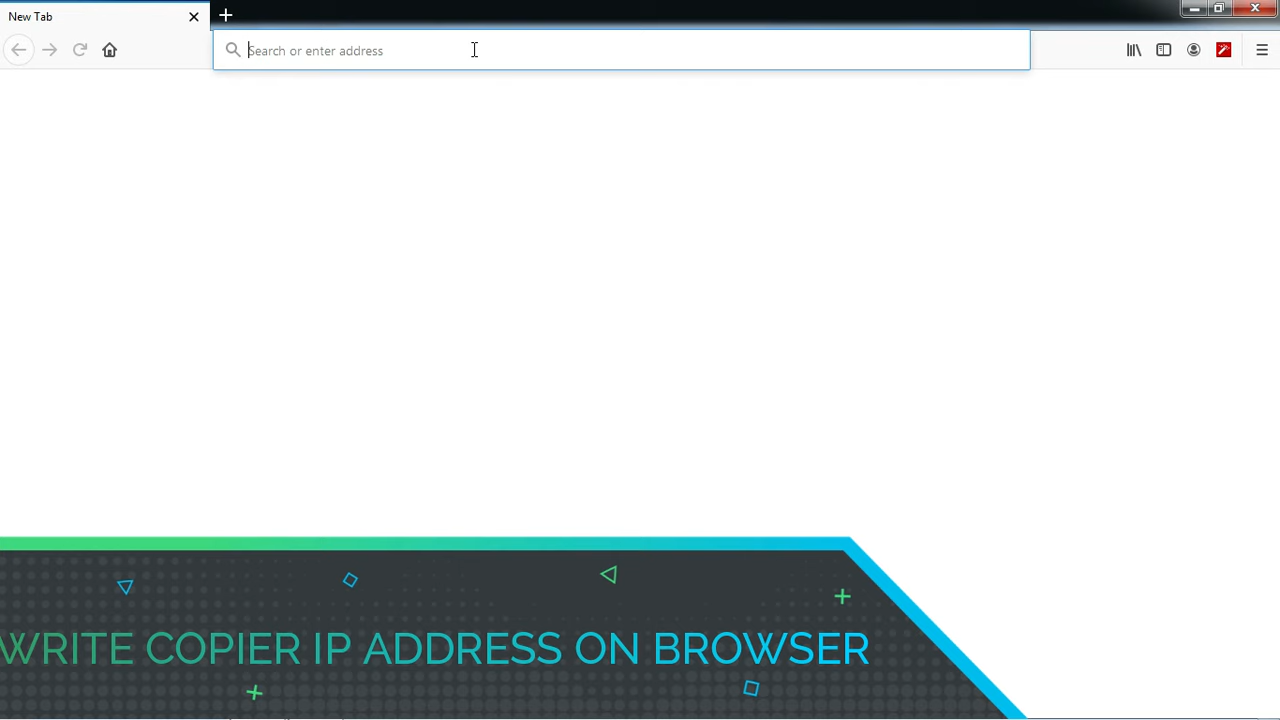 New Tab
Search or enter address
WRITE COPIER IP ADDRESS ON BROWSER